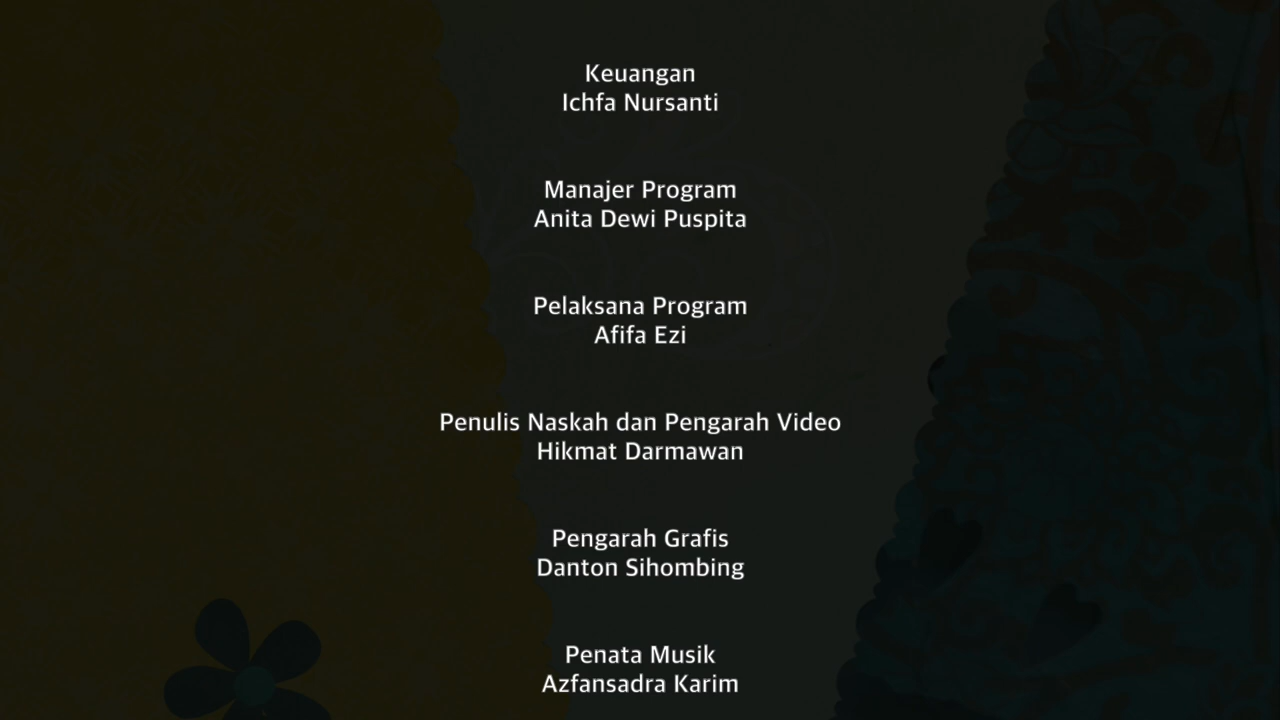 Keuangan
Ichfa Nursanti
Manajer Program
Anita Dewi Puspita
Pelaksana Program
Afifa Ezi
Penulis Naskah dan Pengarah Video
Hikmat Darmawan
Pengarah Grafis
Danton Sihombing
Penata Musik
Azfansadra Karim